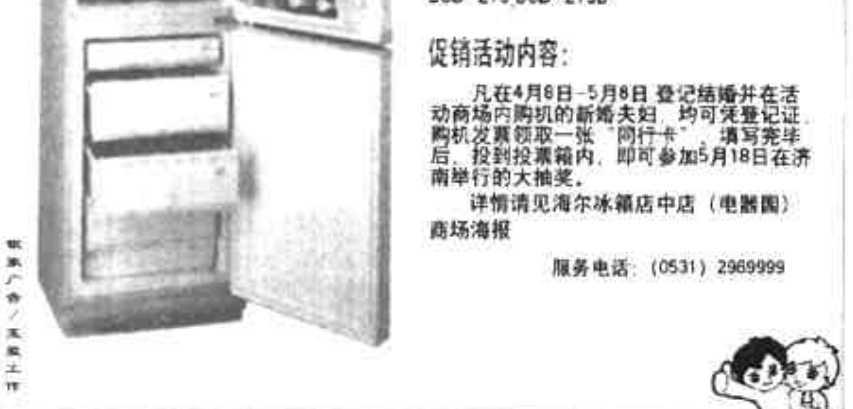 促销活动内容：
凡在4月8日-5月8日 登记结婚并在活
动商场内购机的新婚夫妇，均可凭登记证、
购机发票领取一张“同行卡”，填写完毕
后，投到投票箱内，即可参加5月18日在济
南举行的大抽奖。
详情请见海尔冰箱店中店（电器园）
商场海报
服务电话：(0531) 2969999